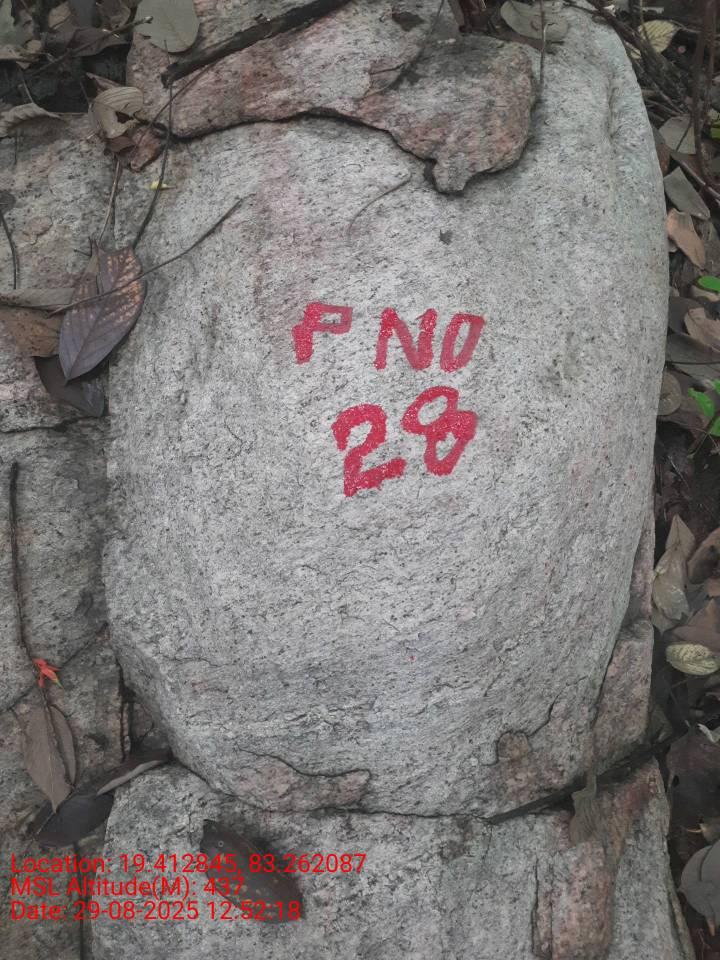 P NO
28
Location: 19.412845, 83.262087
MSL Altitude(M): 437
Date: 29-08-2025 12:52:18